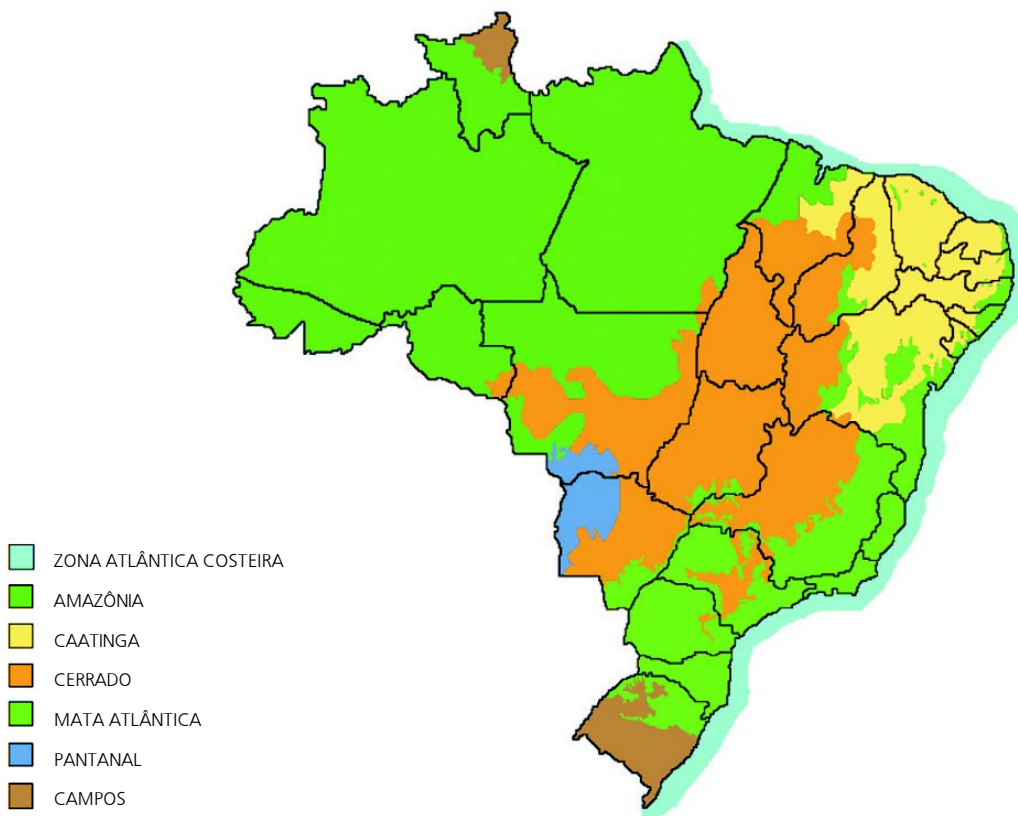 ZONA ATLÂNTICA COSTEIRA
AMAZÔNIA
CAATINGA
CERRADO
MATA ATLÂNTICA
PANTANAL
CAMPOS